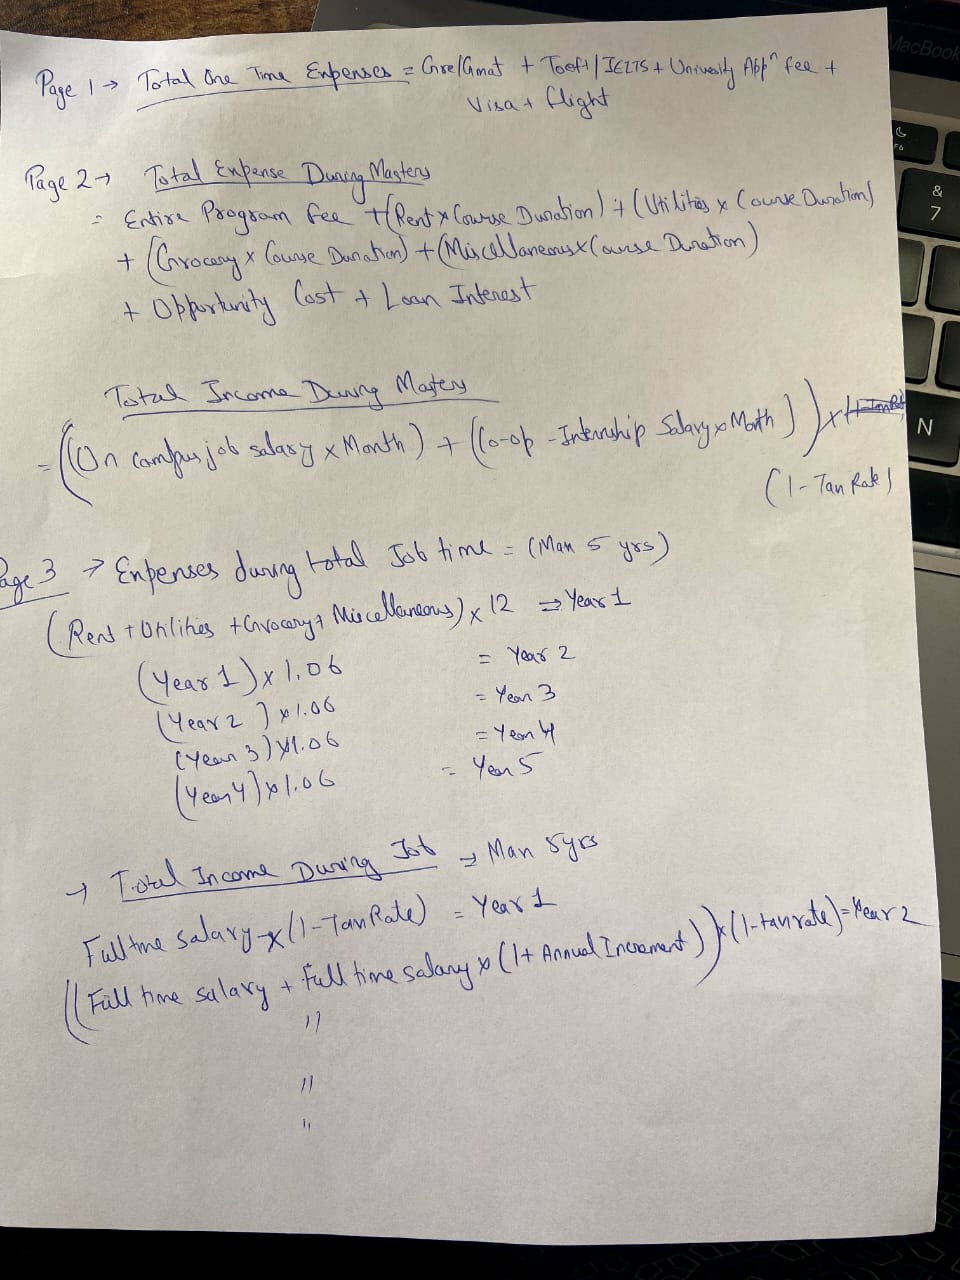 MacBook
Page 1 → Total One Time Expenses = Gre/Gmat + Toefl/IELTS + University Appⁿ fee +
Visa + flight
Page 2 → Total Expense During Masters
= Entire Program fee + (Rent x Course Duration) + (Utilities x Course Duration)
+ (Grocery x Course Duration) + (Miscellaneous x Course Duration)
+ Opportunity Cost + Loan Interest
Total Income During Masters
= ((On campus job salary x Month) + (Co-op - Internship Salary x Month)) x
(1 - Tax Rate)
Page 3 → Expenses during total Job time = (Max 5 yrs)
(Rent + Utilities + Grocery + Miscellaneous) x 12 ⇒ Year 1
(Year 1) x 1.06 = Year 2
(Year 2) x 1.06 = Year 3
(Year 3) x 1.06 = Year 4
(Year 4) x 1.06 = Year 5
→ Total Income During Job → Max 5yrs
Full time salary x (1 - Tax Rate) = Year 1
((Full time salary + full time salary x (1 + Annual Increment)) x (1 - tax rate) = Year 2
"
"
"
F6
&
7
N